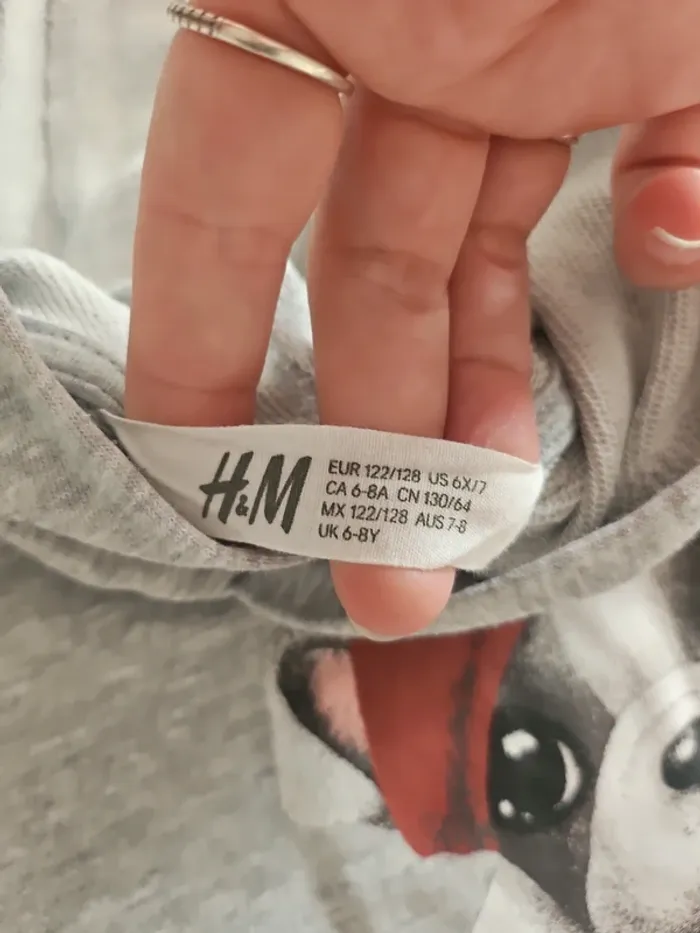 H&M
EUR 122/128 US 6X/7
CA 6-8A CN 130/64
MX 122/128 AUS 7-8
UK 6-8Y